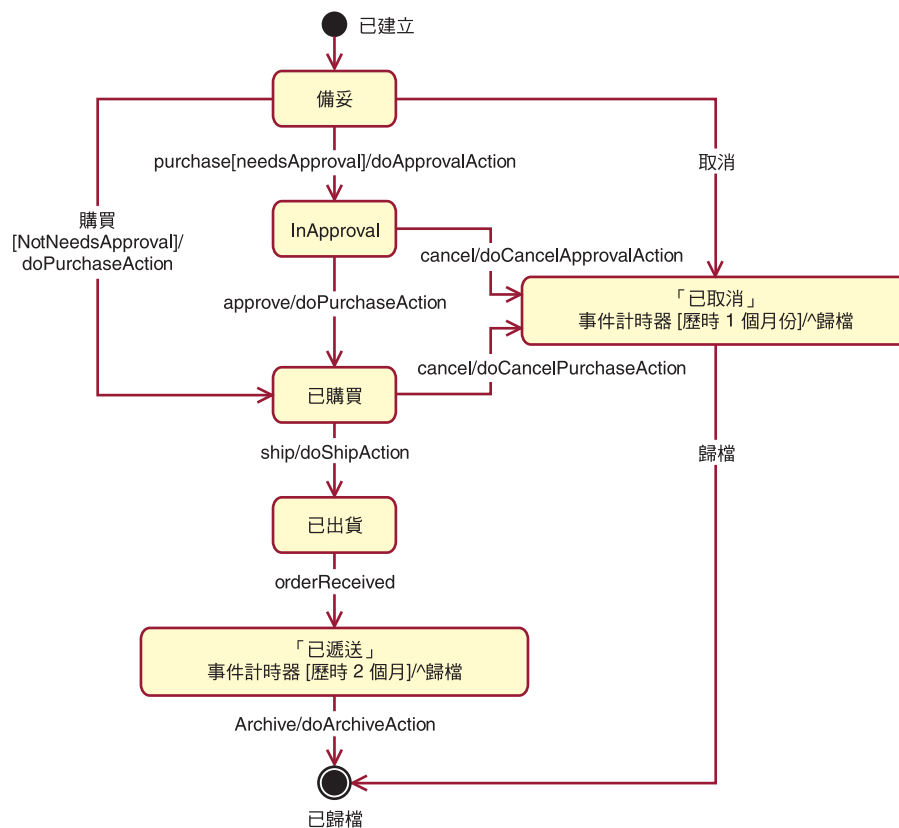 已建立
備妥
purchase[needsApproval]/doApprovalAction
取消
購買
[NotNeedsApproval]/
doPurchaseAction
InApproval
cancel/doCancelApprovalAction
approve/doPurchaseAction
「已取消」
事件計時器 [歷時 1 個月份]/^歸檔
cancel/doCancelPurchaseAction
已購買
ship/doShipAction
歸檔
已出貨
orderReceived
「已遞送」
事件計時器 [歷時 2 個月]/^歸檔
Archive/doArchiveAction
已歸檔